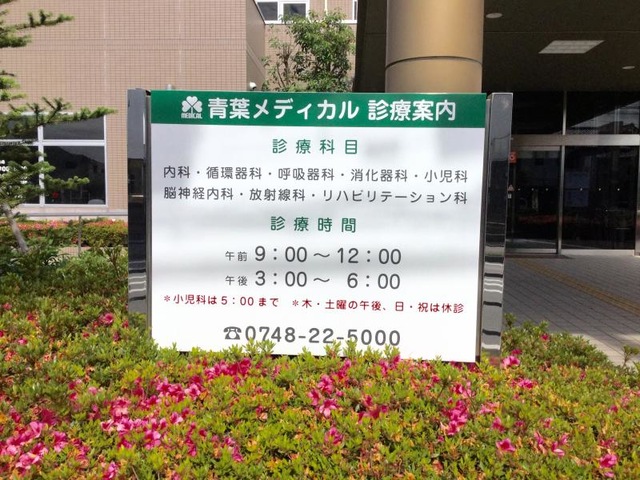 MEDICAL 青葉メディカル 診療案内
診療科目
内科・循環器科・呼吸器科・消化器科・小児科
脳神経内科・放射線科・リハビリテーション科
診療時間
午前 9:00～12:00
午後 3:00～ 6:00
＊小児科は5:00まで ＊木・土曜の午後、日・祝は休診
☎0748-22-5000